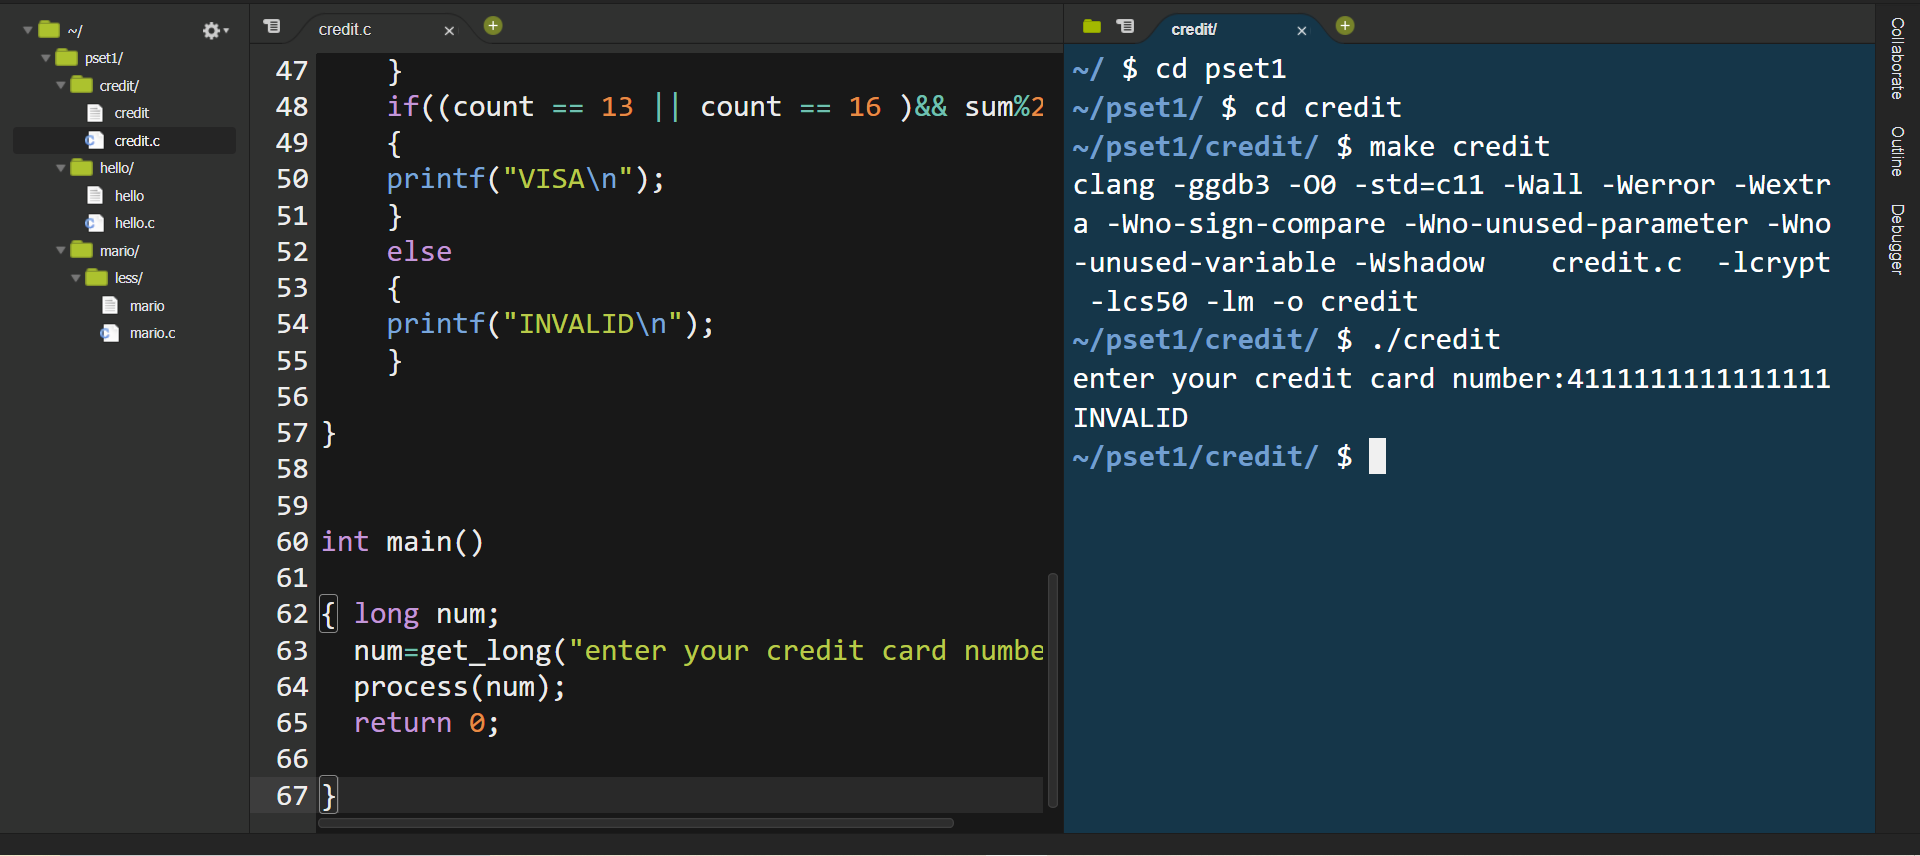 ~/
pset1/
credit/
credit
credit.c
hello/
hello
hello.c
mario/
less/
mario
mario.c
credit.c
47 }
48 if((count == 13 || count == 16 )&& sum%2
49 {
50 printf("VISA\n");
51 }
52 else
53 {
54 printf("INVALID\n");
55 }
56
57 }
58
59
60 int main()
61
62 { long num;
63 num=get_long("enter your credit card numbe
64 process(num);
65 return 0;
66
67 }
credit/
~/ $ cd pset1
~/pset1/ $ cd credit
~/pset1/credit/ $ make credit
clang -ggdb3 -O0 -std=c11 -Wall -Werror -Wextr
a -Wno-sign-compare -Wno-unused-parameter -Wno
-unused-variable -Wshadow    credit.c  -lcrypt
 -lcs50 -lm -o credit
~/pset1/credit/ $ ./credit
enter your credit card number:4111111111111111
INVALID
~/pset1/credit/ $
Collaborate
Outline
Debugger